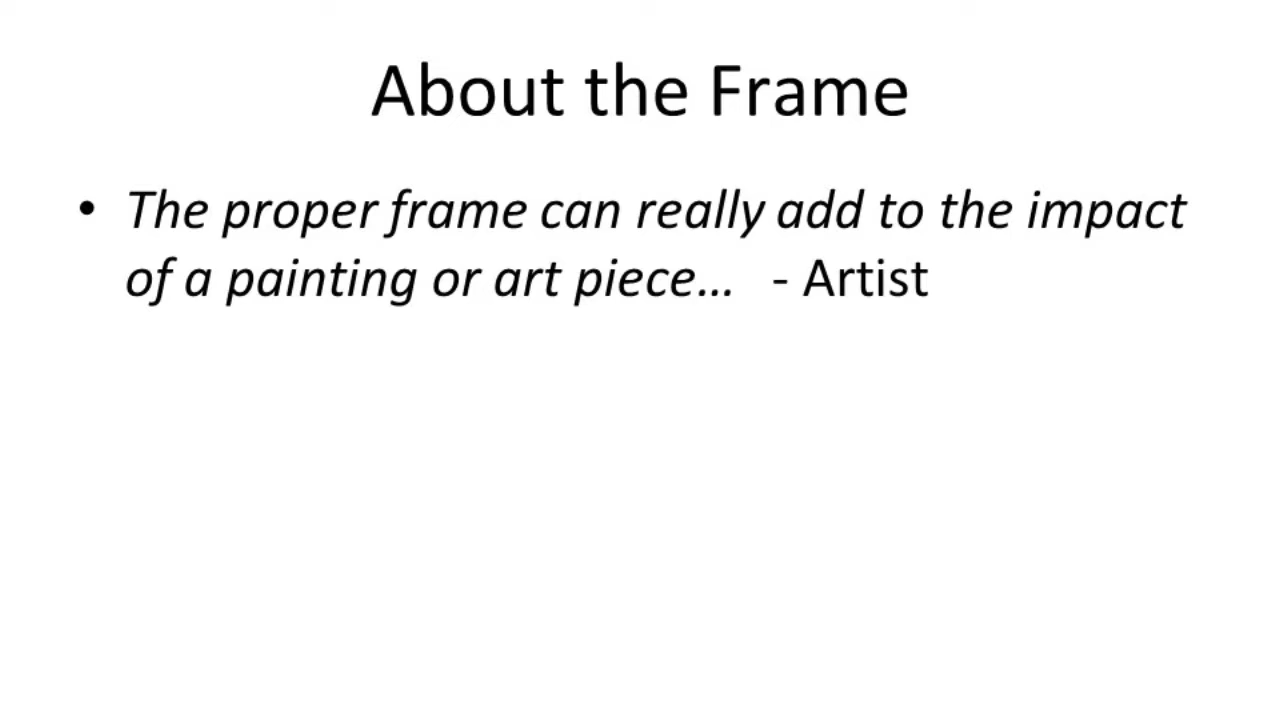 About the Frame
• The proper frame can really add to the impact
of a painting or art piece… - Artist